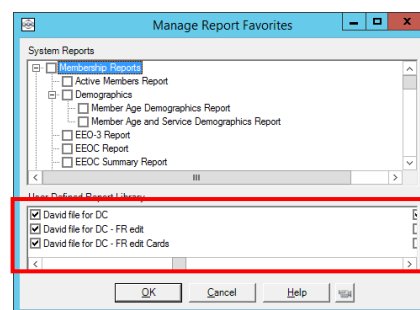 Manage Report Favorites
System Reports
Membership Reports
Active Members Report
Demographics
Member Age Demographics Report
Member Age and Service Demographics Report
EEO-3 Report
EEOC Report
EEOC Summary Report
User Defined Report Library
David file for DC
David file for DC - FR edit
David file for DC - FR edit Cards
OK Cancel Help